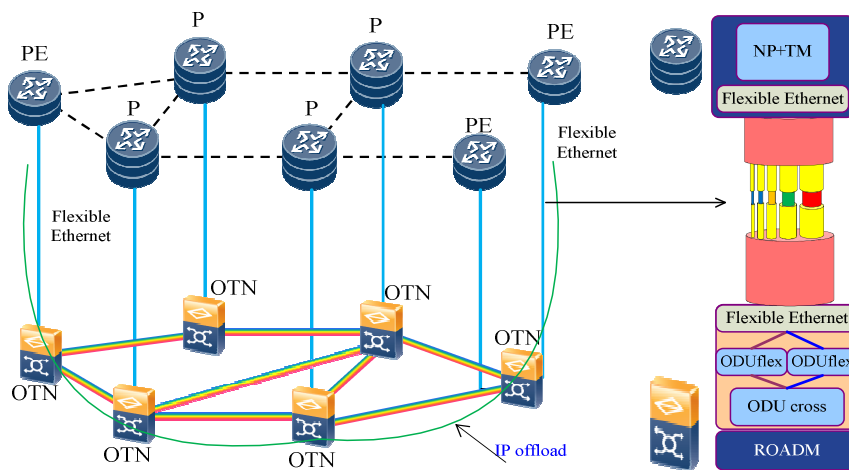 P
P
PE
PE
NP+TM
Flexible Ethernet
P
P
PE
Flexible
Ethernet
Flexible
Ethernet
OTN
OTN
Flexible Ethernet
OTN
ODUflex
ODUflex
OTN
ODU cross
OTN
OTN
IP offload
ROADM